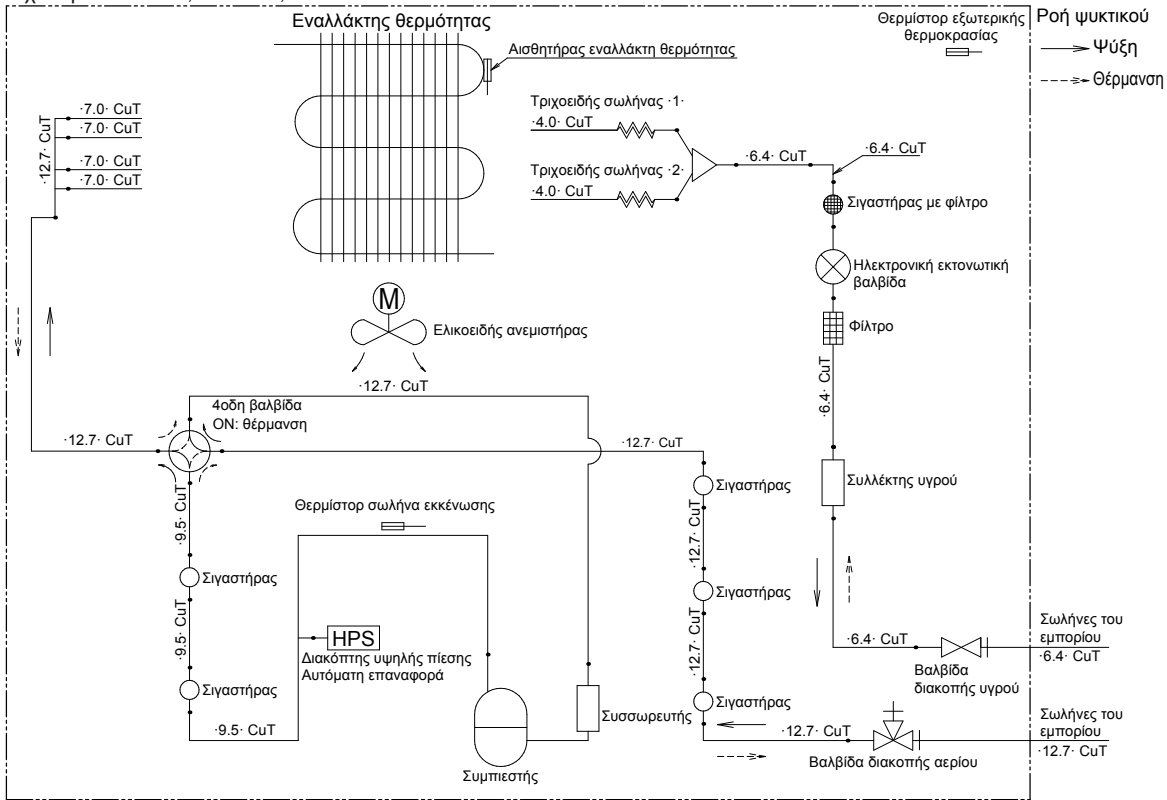 Εναλλάκτης θερμότητας
Θερμίστορ εξωτερικής
θερμοκρασίας
Ροή ψυκτικού
Ψύξη
Θέρμανση
Αισθητήρας εναλλάκτη θερμότητας
·7.0· CuT
·7.0· CuT
·7.0· CuT
·7.0· CuT
·12.7· CuT
Τριχοειδής σωλήνας ·1·
·4.0· CuT
Τριχοειδής σωλήνας ·2·
·4.0· CuT
·6.4· CuT
·6.4· CuT
Σιγαστήρας με φίλτρο
Ηλεκτρονική εκτονωτική
βαλβίδα
Φίλτρο
M
Ελικοειδής ανεμιστήρας
·12.7· CuT
·6.4· CuT
4οδη βαλβίδα
ON: θέρμανση
·12.7· CuT
·12.7· CuT
·9.5· CuT
Θερμίστορ σωλήνα εκκένωσης
Σιγαστήρας
·12.7· CuT
Συλλέκτης υγρού
Σιγαστήρας
Σιγαστήρας
·9.5· CuT
HPS
Διακόπτης υψηλής πίεσης
Αυτόματη επαναφορά
·12.7· CuT
·6.4· CuT
Σωλήνες του
εμπορίου
·6.4· CuT
Βαλβίδα
διακοπής υγρού
Σιγαστήρας
Σιγαστήρας
Συσσωρευτής
·9.5· CuT
Συμπιεστής
·12.7· CuT
Βαλβίδα διακοπής αερίου
Σωλήνες του
εμπορίου
·12.7· CuT